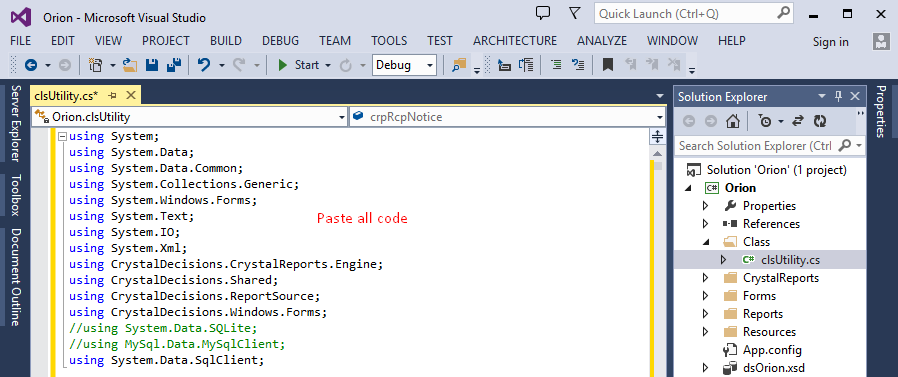 Orion - Microsoft Visual Studio
Quick Launch (Ctrl+Q)
FILE EDIT VIEW PROJECT BUILD DEBUG TEAM TOOLS TEST ARCHITECTURE ANALYZE WINDOW HELP Sign in
Start Debug
Server Explorer
Toolbox
Document Outline
clsUtility.cs*
Orion.clsUtility
crpRcpNotice
using System;
using System.Data;
using System.Data.Common;
using System.Collections.Generic;
using System.Windows.Forms;
using System.Text;
using System.IO;
using System.Xml;
using CrystalDecisions.CrystalReports.Engine;
using CrystalDecisions.Shared;
using CrystalDecisions.ReportSource;
using CrystalDecisions.Windows.Forms;
//using System.Data.SQLite;
//using MySql.Data.MySqlClient;
using System.Data.SqlClient;
Paste all code
Solution Explorer
Search Solution Explorer (Ctrl
Solution 'Orion' (1 project)
C# Orion
Properties
References
Class
C# clsUtility.cs
CrystalReports
Forms
Reports
Resources
App.config
dsOrion.xsd
Properties